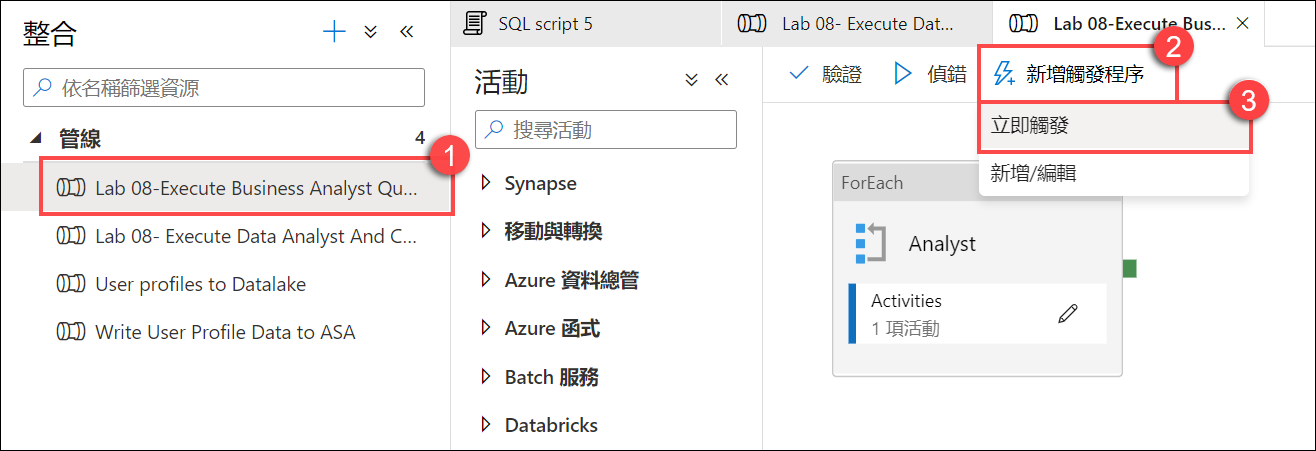 整合
依名稱篩選資源
管線 4
Lab 08-Execute Business Analyst Qu...
1
Lab 08- Execute Data Analyst And C...
User profiles to Datalake
Write User Profile Data to ASA
SQL script 5
Lab 08- Execute Dat...
Lab 08-Execute Bus...
活動
搜尋活動
Synapse
移動與轉換
Azure 資料總管
Azure 函式
Batch 服務
Databricks
驗證
偵錯
新增觸發程序
2
立即觸發
3
新增/編輯
ForEach
Analyst
Activities
1 項活動